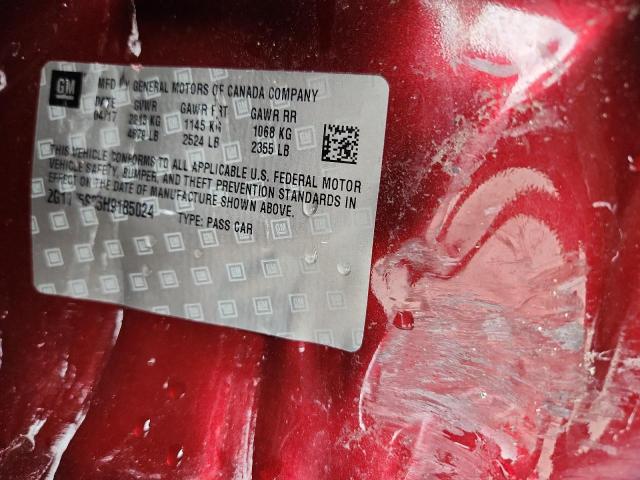 GM
MFD BY GENERAL MOTORS OF CANADA COMPANY
DATE GVWR GAWR FRT GAWR RR
04/17 KG 1145 KG 1068 KG
LB 2524 LB 2355 LB
THIS VEHICLE CONFORMS TO ALL APPLICABLE U.S. FEDERAL MOTOR
VEHICLE SAFETY, BUMPER, AND THEFT PREVENTION STANDARDS IN
EFFECT ON THE DATE OF MANUFACTURE SHOWN ABOVE.
TYPE: PASS CAR